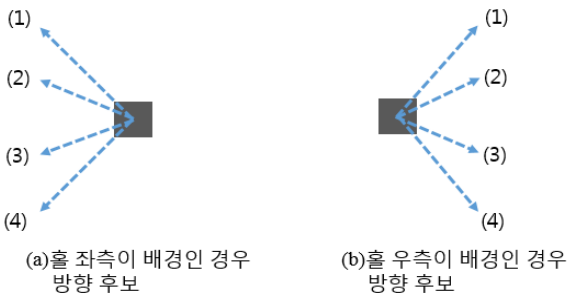 (1)
(2)
(3)
(4)
(a)홀 좌측이 배경인 경우
방향 후보
(1)
(2)
(3)
(4)
(b)홀 우측이 배경인 경우
방향 후보